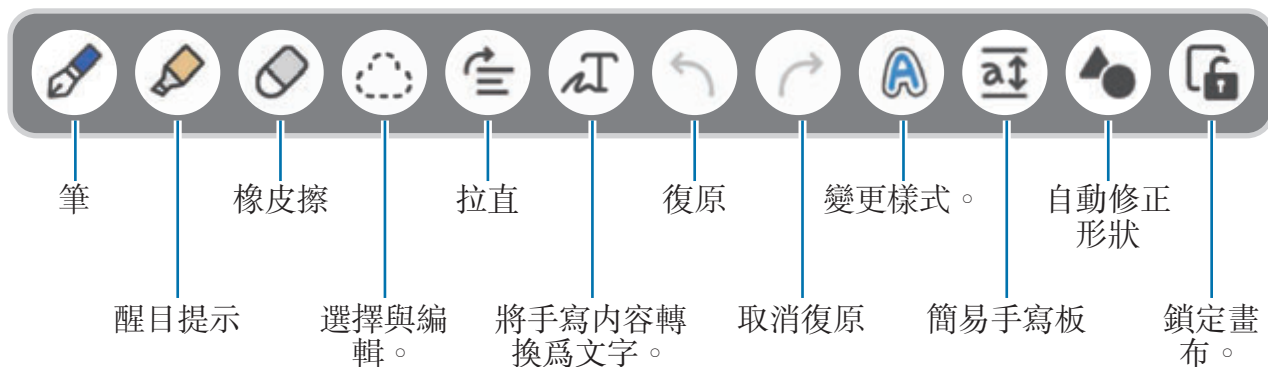 筆
橡皮擦
拉直
復原
變更樣式。
自動修正
形狀
醒目提示
選擇與編
輯。
將手寫内容轉
換爲文字。
取消復原
簡易手寫板
鎖定畫
布。